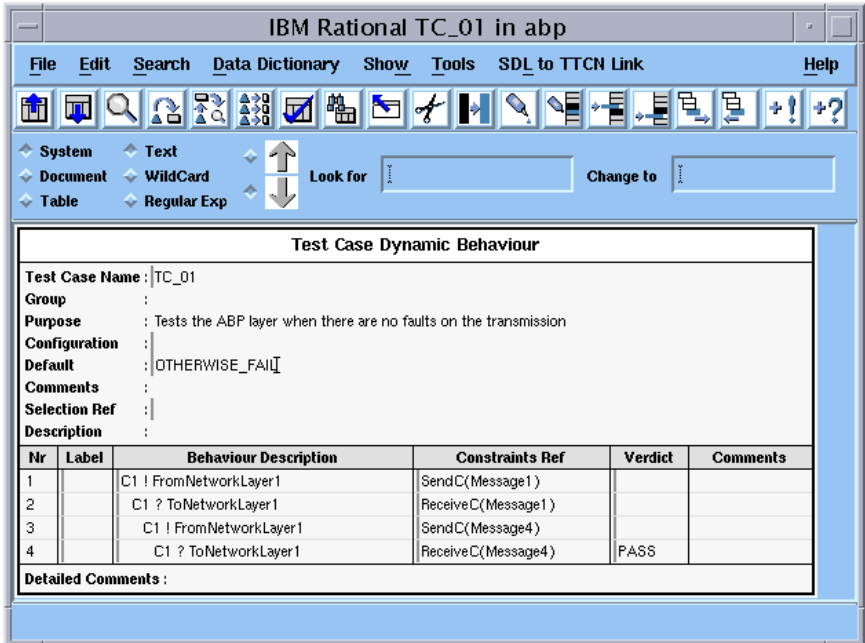 IBM Rational TC_01 in abp
File Edit Search Data Dictionary Show Tools SDL to TTCN Link Help
System Text
Document WildCard Look for Change to
Table Regular Exp
Test Case Dynamic Behaviour
Test Case Name : TC_01
Group :
Purpose : Tests the ABP layer when there are no faults on the transmission
Configuration :
Default : OTHERWISE_FAIL
Comments :
Selection Ref :
Description :
Nr Label Behaviour Description Constraints Ref Verdict Comments
1 C1 ! FromNetworkLayer1 SendC(Message1)
2 C1 ? ToNetworkLayer1 ReceiveC(Message1)
3 C1 ! FromNetworkLayer1 SendC(Message4)
4 C1 ? ToNetworkLayer1 ReceiveC(Message4) PASS
Detailed Comments :